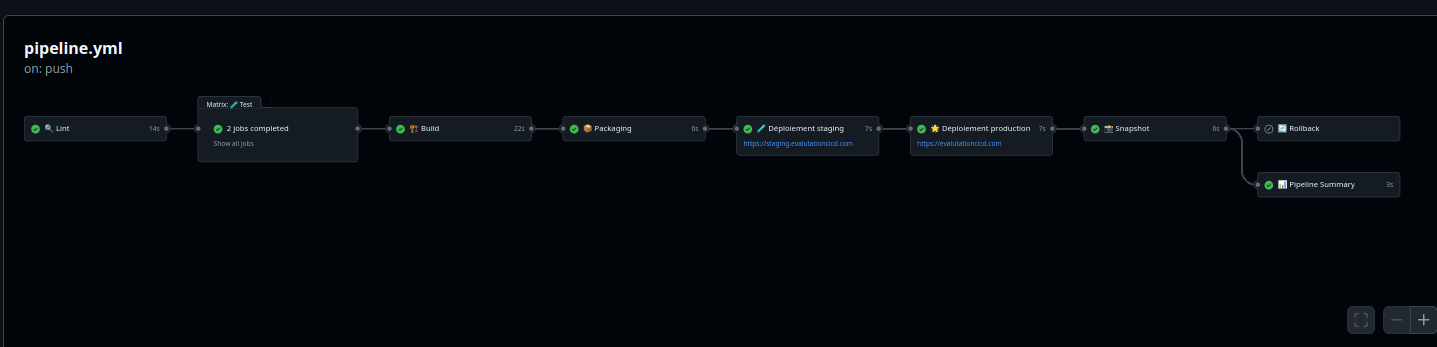 pipeline.yml
on: push
Matrix: 🧪 Test
🔍 Lint 14s
2 jobs completed
Show all jobs
🏗️ Build 22s
📦 Packaging 6s
🧪 Déploiement staging 7s
https://staging.evalutationcicd.com
🌟 Déploiement production 7s
https://evalutationcicd.com
📸 Snapshot 6s
🔄 Rollback
📊 Pipeline Summary 3s